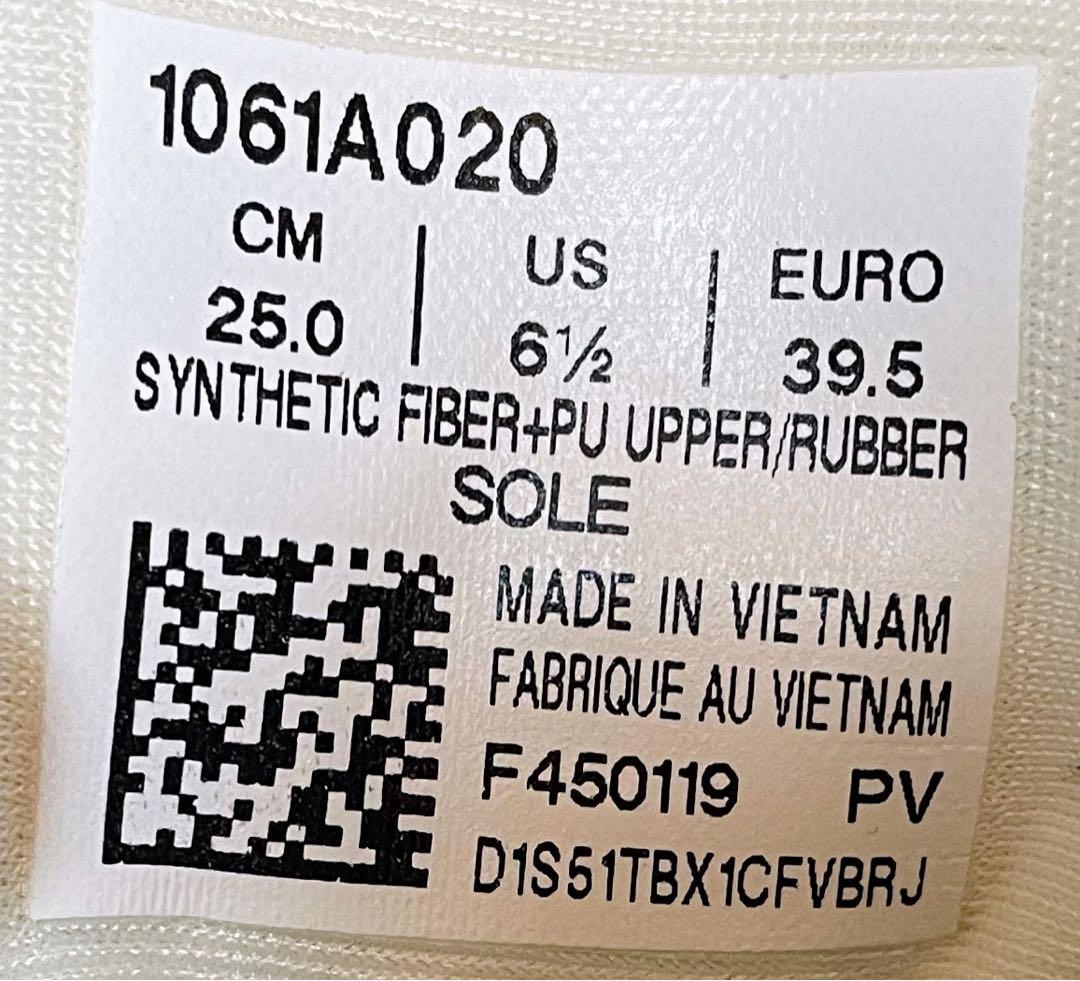 1061A020
CM | US | EURO
25.0 | 6½ | 39.5
SYNTHETIC FIBER+PU UPPER/RUBBER
SOLE
MADE IN VIETNAM
FABRIQUE AU VIETNAM
F450119 PV
D1S51TBX1CFVBRJ